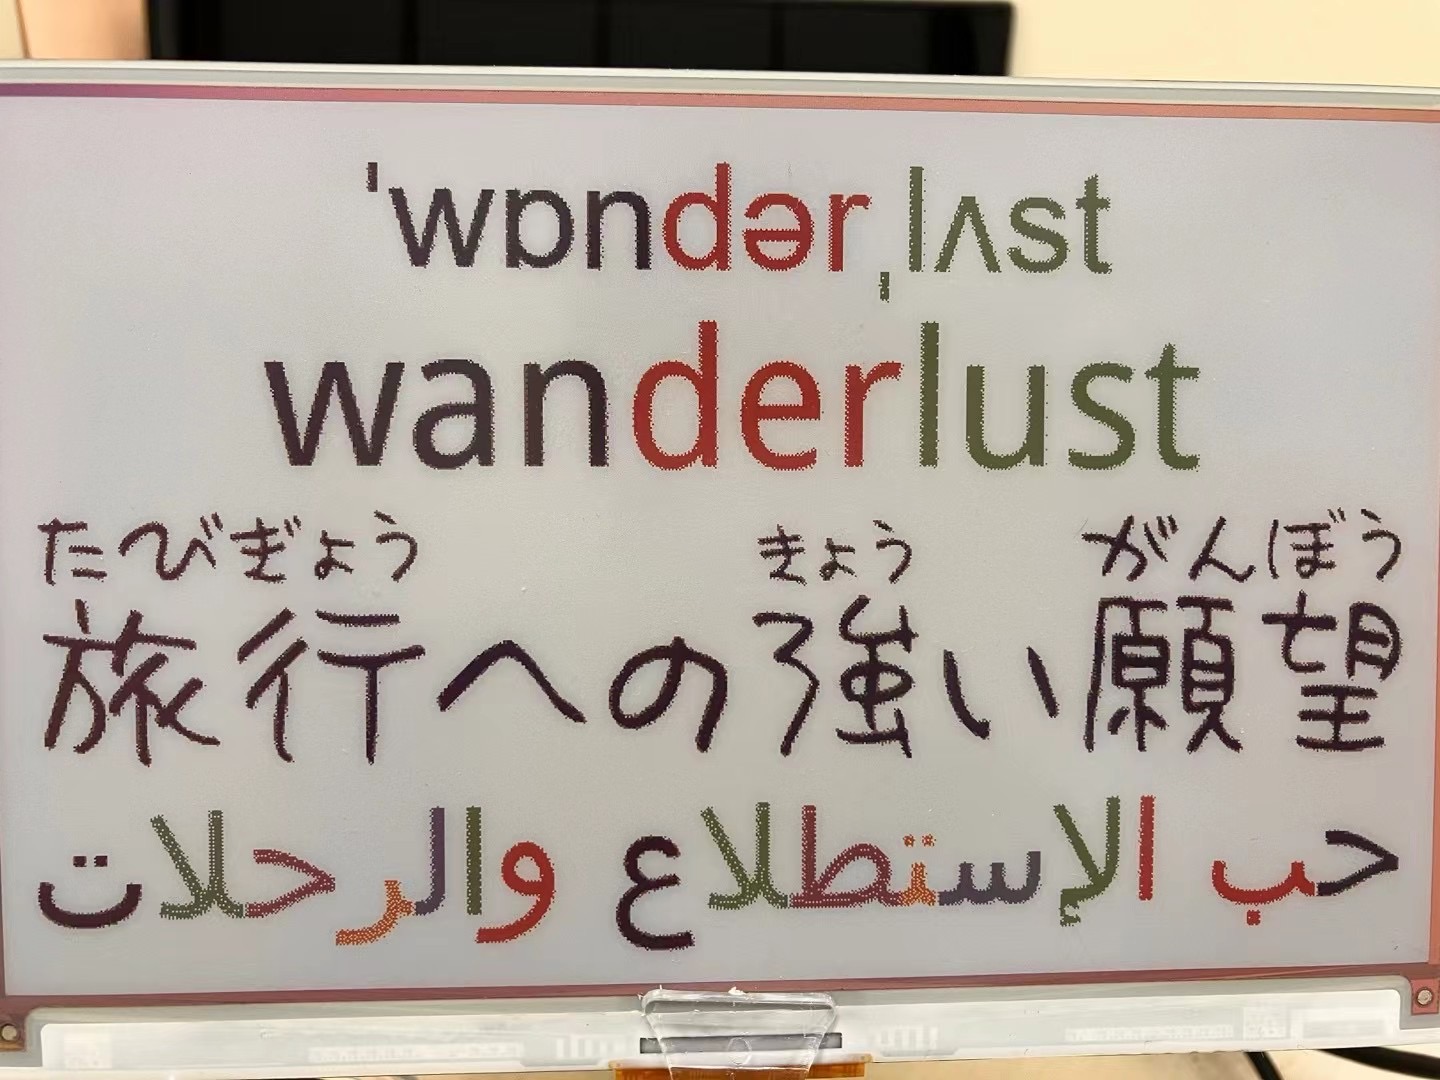 ˈwɒndərˌlʌst
wanderlust
たびぎょう きょう がんぼう
旅行への強い願望
حب الإستطلاع والرحلات